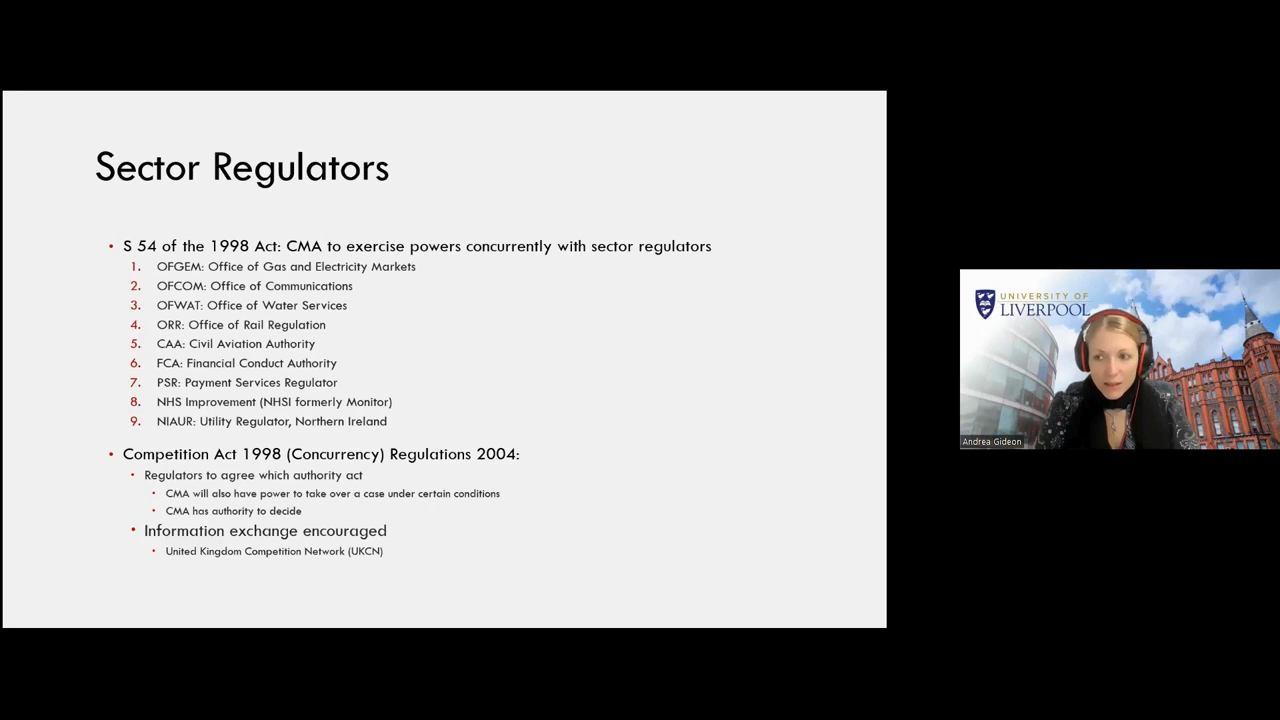 Sector Regulators
• S 54 of the 1998 Act: CMA to exercise powers concurrently with sector regulators
1. OFGEM: Office of Gas and Electricity Markets
2. OFCOM: Office of Communications
3. OFWAT: Office of Water Services
4. ORR: Office of Rail Regulation
5. CAA: Civil Aviation Authority
6. FCA: Financial Conduct Authority
7. PSR: Payment Services Regulator
8. NHS Improvement (NHSI formerly Monitor)
9. NIAUR: Utility Regulator, Northern Ireland
• Competition Act 1998 (Concurrency) Regulations 2004:
• Regulators to agree which authority act
• CMA will also have power to take over a case under certain conditions
• CMA has authority to decide
• Information exchange encouraged
• United Kingdom Competition Network (UKCN)
UNIVERSITY OF
LIVERPOOL
Andrea Gideon